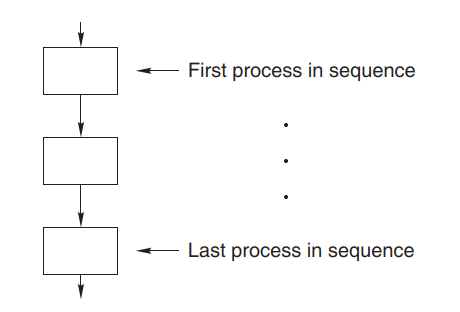 First process in sequence
.
.
.
Last process in sequence